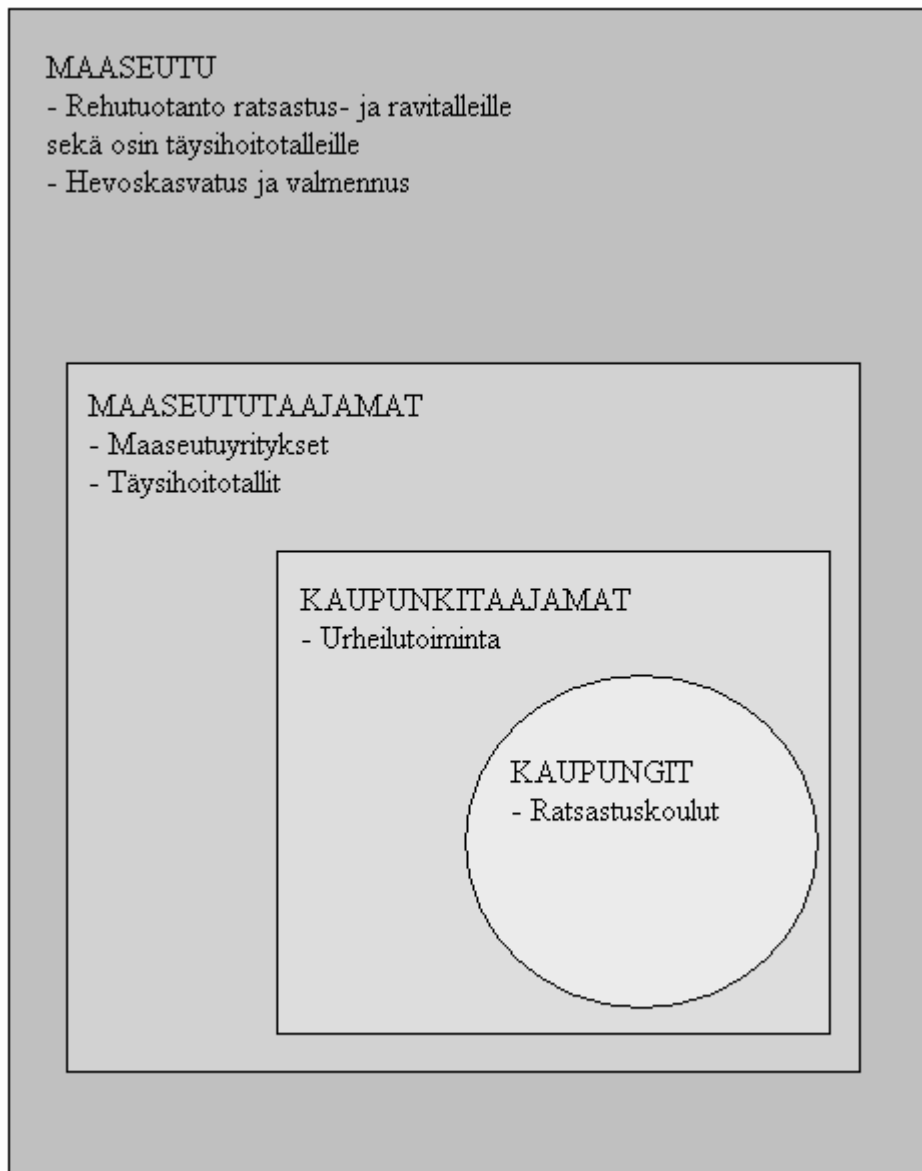 MAASEUTU
- Rehutuotanto ratsastus- ja ravitalleille
sekä osin täysihoitotalleille
- Hevoskasvatus ja valmennus
MAASEUTUTAAJAMAT
- Maaseutuyritykset
- Täysihoitotallit
KAUPUNKITAAJAMAT
- Urheilutoiminta
KAUPUNGIT
- Ratsastuskoulut